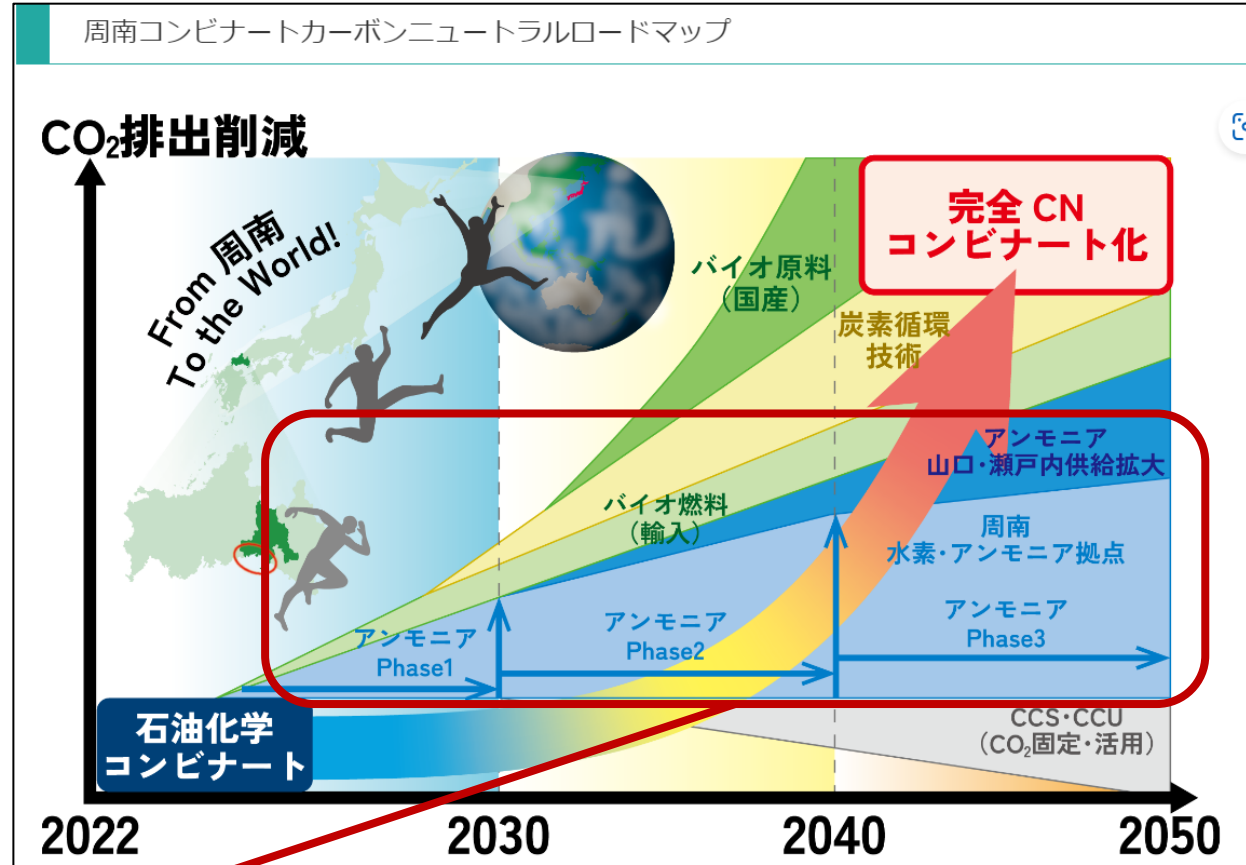 周南コンビナートカーボンニュートラルロードマップ
CO₂排出削減
From 周南
To the World!
バイオ原料
(国産)
完全 CN
コンビナート化
炭素循環
技術
アンモニア
山口・瀬戸内供給拡大
バイオ燃料
(輸入)
周南
水素・アンモニア拠点
アンモニア
Phase1
アンモニア
Phase2
アンモニア
Phase3
石油化学
コンビナート
CCS・CCU
(CO₂固定・活用)
2022
2030
2040
2050